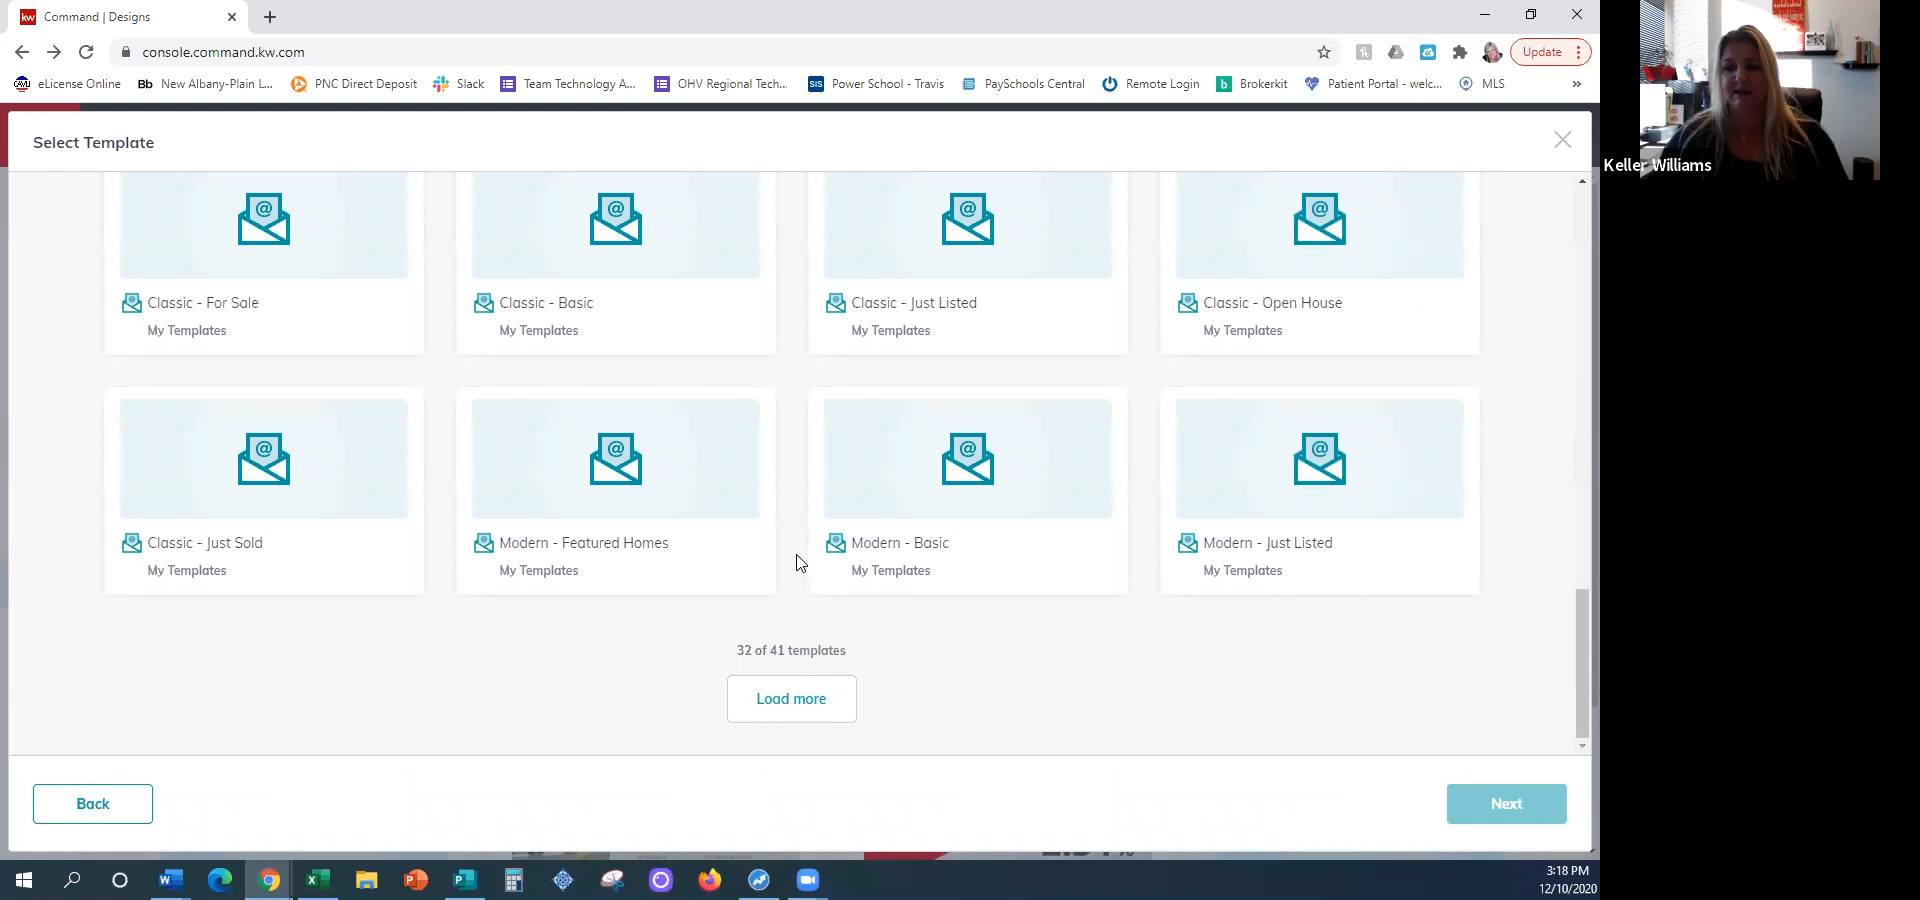 kw Command | Designs
console.command.kw.com
Update
CAVU eLicense Online
Bb New Albany-Plain L...
PNC Direct Deposit
Slack
Team Technology A...
OHV Regional Tech...
SIS Power School - Travis
PaySchools Central
Remote Login
b Brokerkit
Patient Portal - welc...
MLS
»
Select Template
Keller Williams
@
@
@
@
Classic - For Sale
My Templates
Classic - Basic
My Templates
Classic - Just Listed
My Templates
Classic - Open House
My Templates
@
@
@
@
Classic - Just Sold
My Templates
Modern - Featured Homes
My Templates
Modern - Basic
My Templates
Modern - Just Listed
My Templates
32 of 41 templates
Load more
Back
Next
3:18 PM
12/10/2020